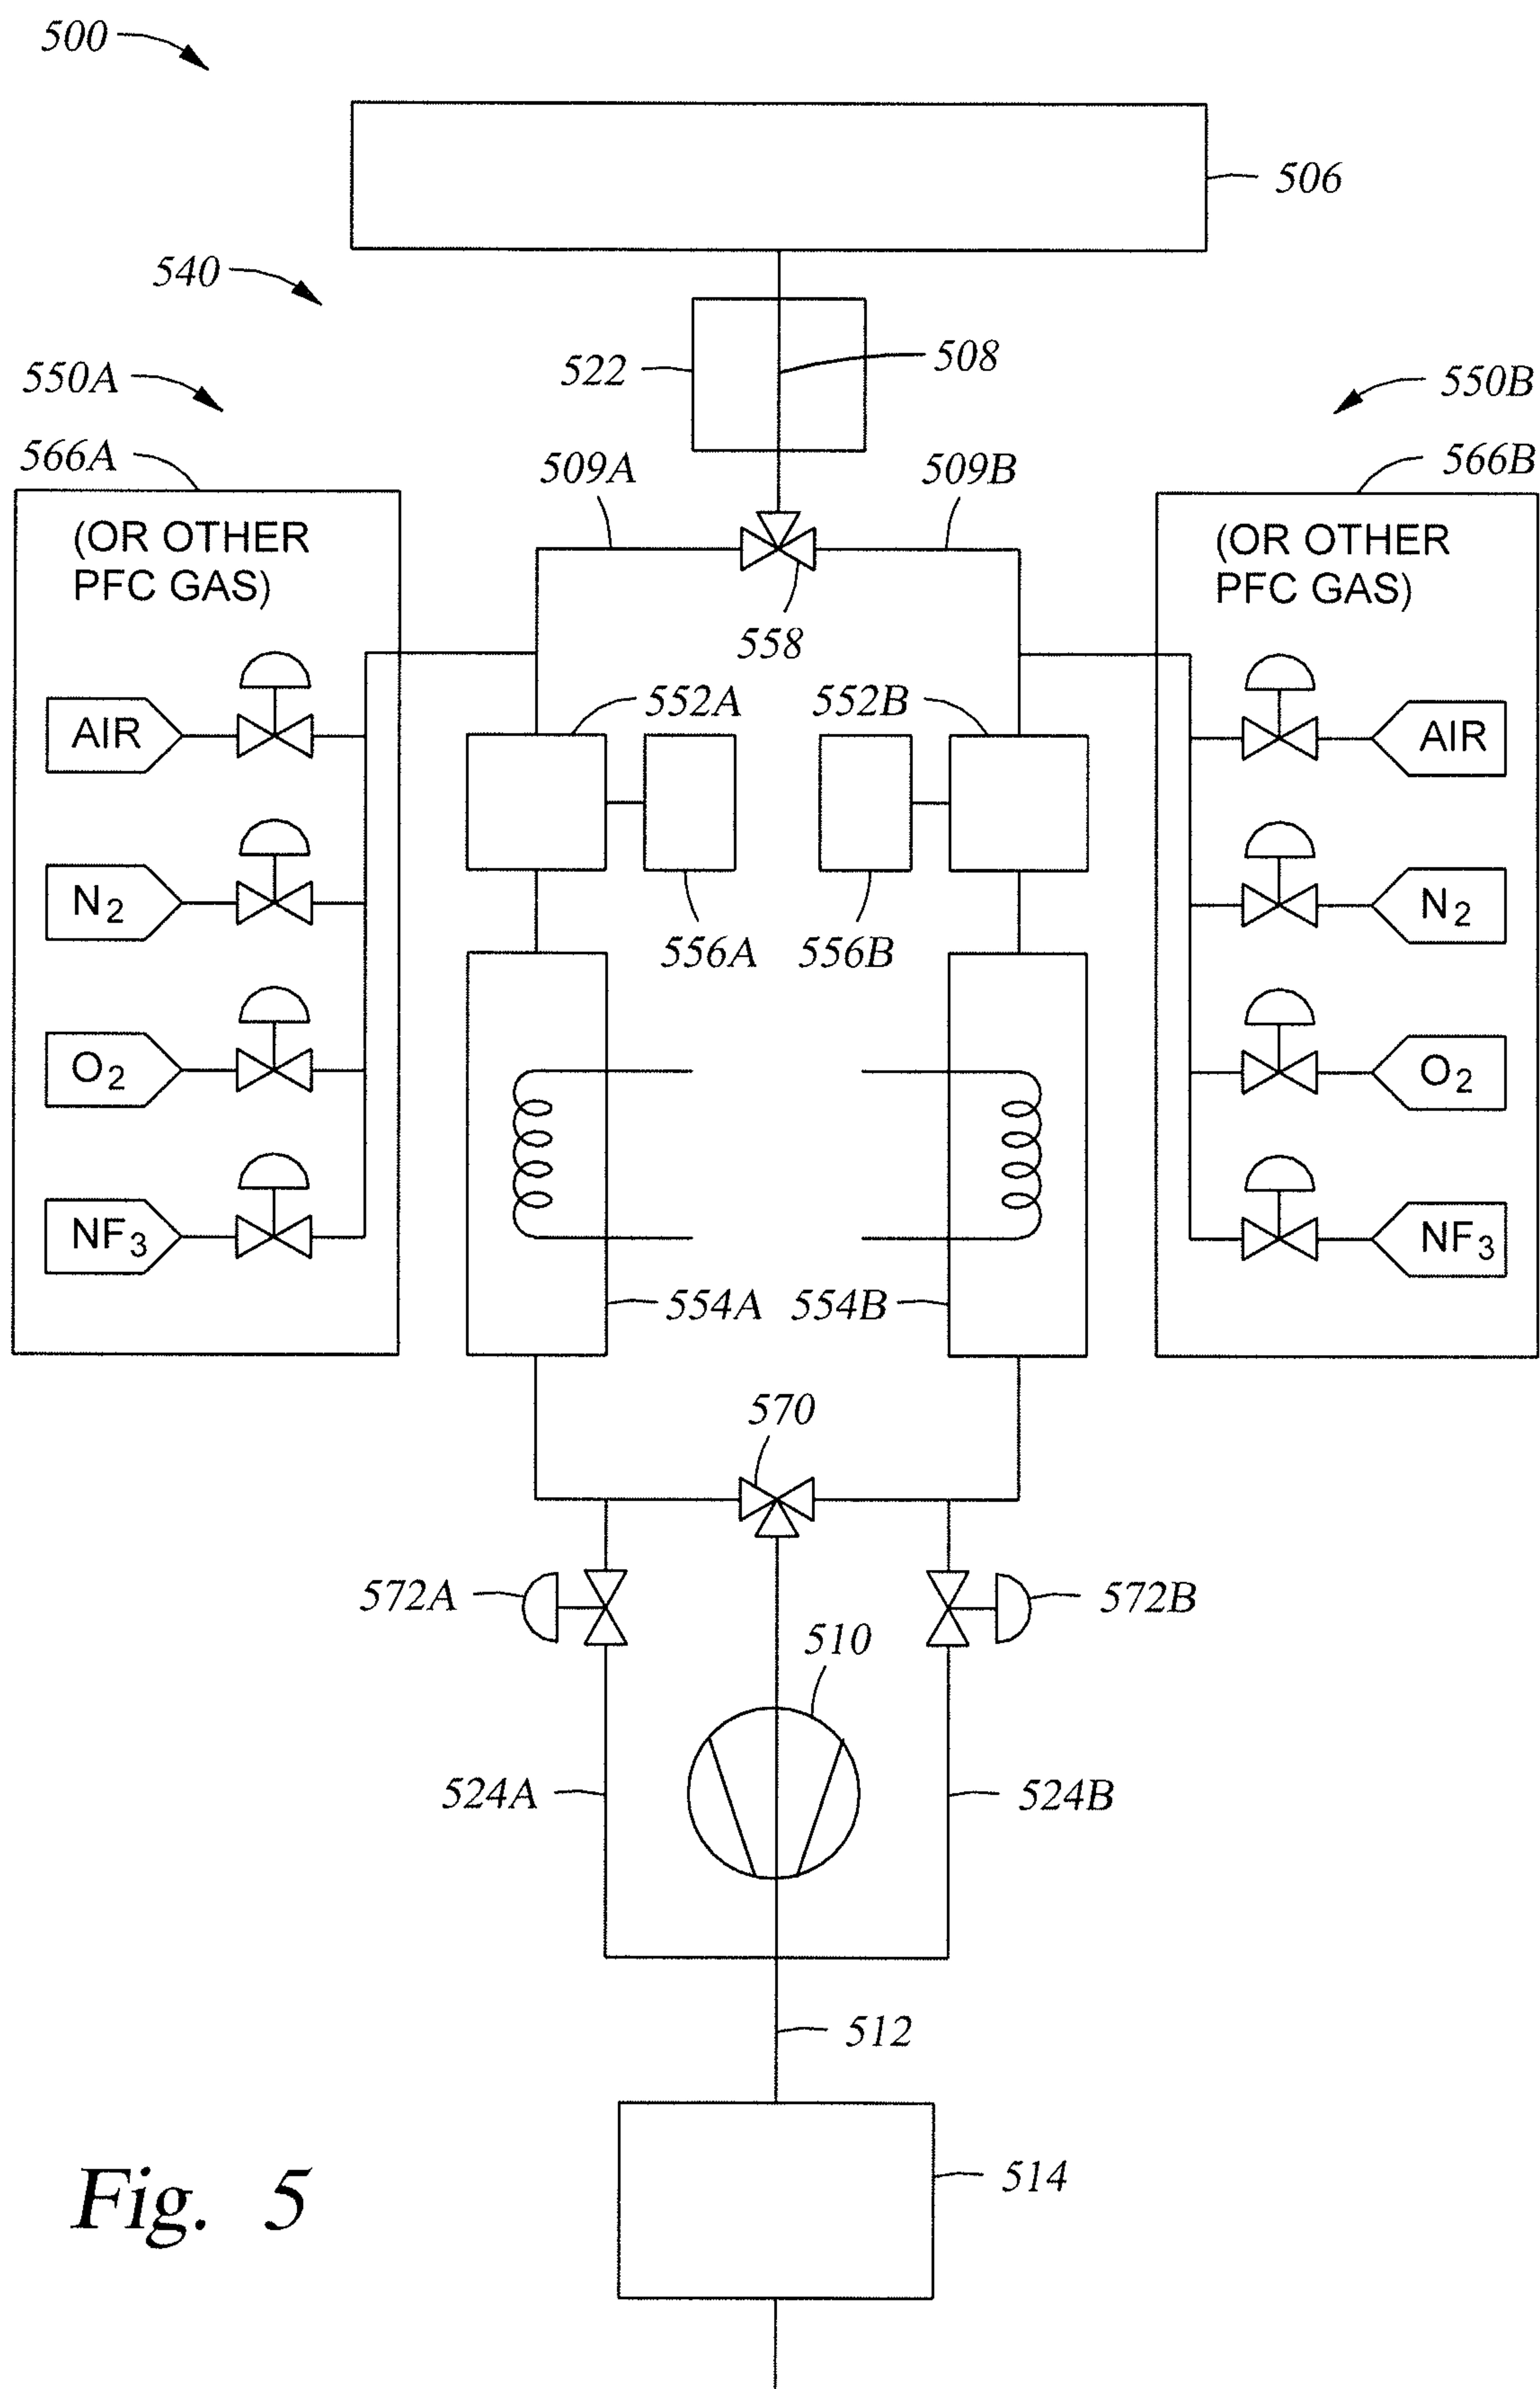 500
506
540
522
508
550A
550B
566A
509A
509B
566B
(OR OTHER
PFC GAS)
(OR OTHER
PFC GAS)
558
552A
552B
AIR
AIR
N2
N2
556A
556B
O2
O2
NF3
NF3
554A
554B
570
572A
572B
510
524A
524B
512
514
Fig. 5